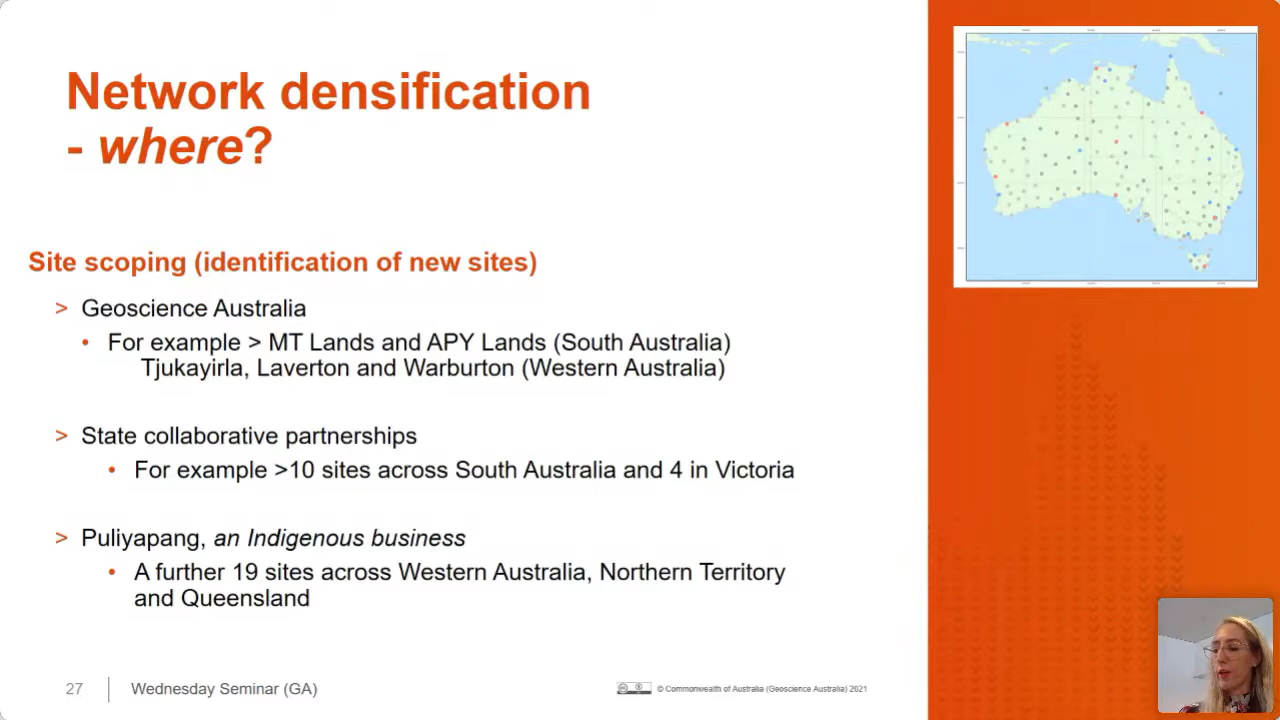 Network densification
- where?
Site scoping (identification of new sites)
> Geoscience Australia
• For example > MT Lands and APY Lands (South Australia)
Tjukayirla, Laverton and Warburton (Western Australia)
> State collaborative partnerships
• For example >10 sites across South Australia and 4 in Victoria
> Puliyapang, an Indigenous business
• A further 19 sites across Western Australia, Northern Territory
and Queensland
27
Wednesday Seminar (GA)
© Commonwealth of Australia (Geoscience Australia) 2021